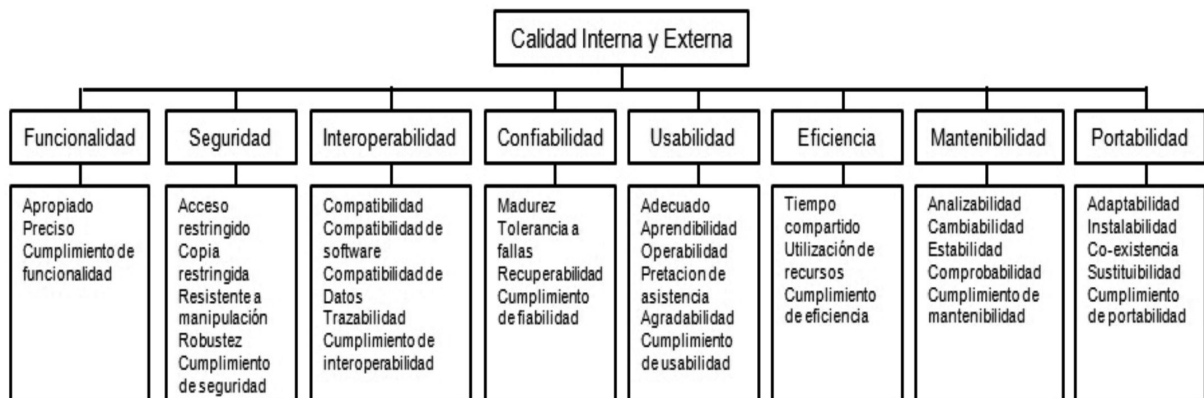 Calidad Interna y Externa
Funcionalidad
Seguridad
Interoperabilidad
Confiabilidad
Usabilidad
Eficiencia
Mantenibilidad
Portabilidad
Apropiado
Preciso
Cumplimiento de
funcionalidad
Acceso
restringido
Copia
restringida
Resistente a
manipulación
Robustez
Cumplimiento
de seguridad
Compatibilidad
Compatibilidad de
software
Compatibilidad de
Datos
Trazabilidad
Cumplimiento de
interoperabilidad
Madurez
Tolerancia a
fallas
Recuperabilidad
Cumplimiento
de fiabilidad
Adecuado
Aprendibilidad
Operabilidad
Pretacion de
asistencia
Agradabilidad
Cumplimiento
de usabilidad
Tiempo
compartido
Utilización de
recursos
Cumplimiento
de eficiencia
Analizabilidad
Cambiabilidad
Estabilidad
Comprobabilidad
Cumplimiento de
mantenibilidad
Adaptabilidad
Instalabilidad
Co-existencia
Sustituibilidad
Cumplimiento
de portabilidad